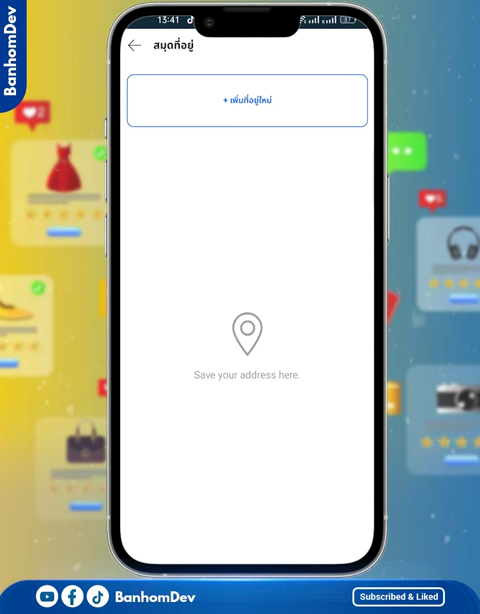 BanhomDev
13:41
87
สมุดที่อยู่
+ เพิ่มที่อยู่ใหม่
Save your address here.
BanhomDev
Subscribed & Liked